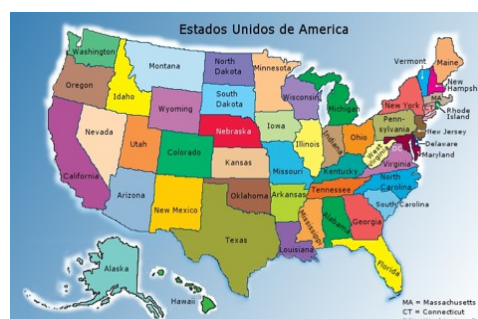 Estados Unidos de America
Washington
Montana
North
Dakota
Minnesota
Vermont
Maine
Oregon
Idaho
Wyoming
South
Dakota
Wisconsin
Michigan
New York
New
Hampsh
MA
CT
Rhode
Island
Nevada
Utah
Colorado
Nebraska
Iowa
Illinois
Indiana
Ohio
Penn-
sylvania
New Jersey
Delaware
Maryland
DC
California
Arizona
New Mexico
Kansas
Missouri
Kentucky
West
Virginia
Virginia
Oklahoma
Arkansas
Tennessee
North
Carolina
South Carolina
Texas
Louisiana
Mississippi
Alabama
Georgia
Florida
Alaska
Hawaii
MA = Massachusetts
CT = Connecticut